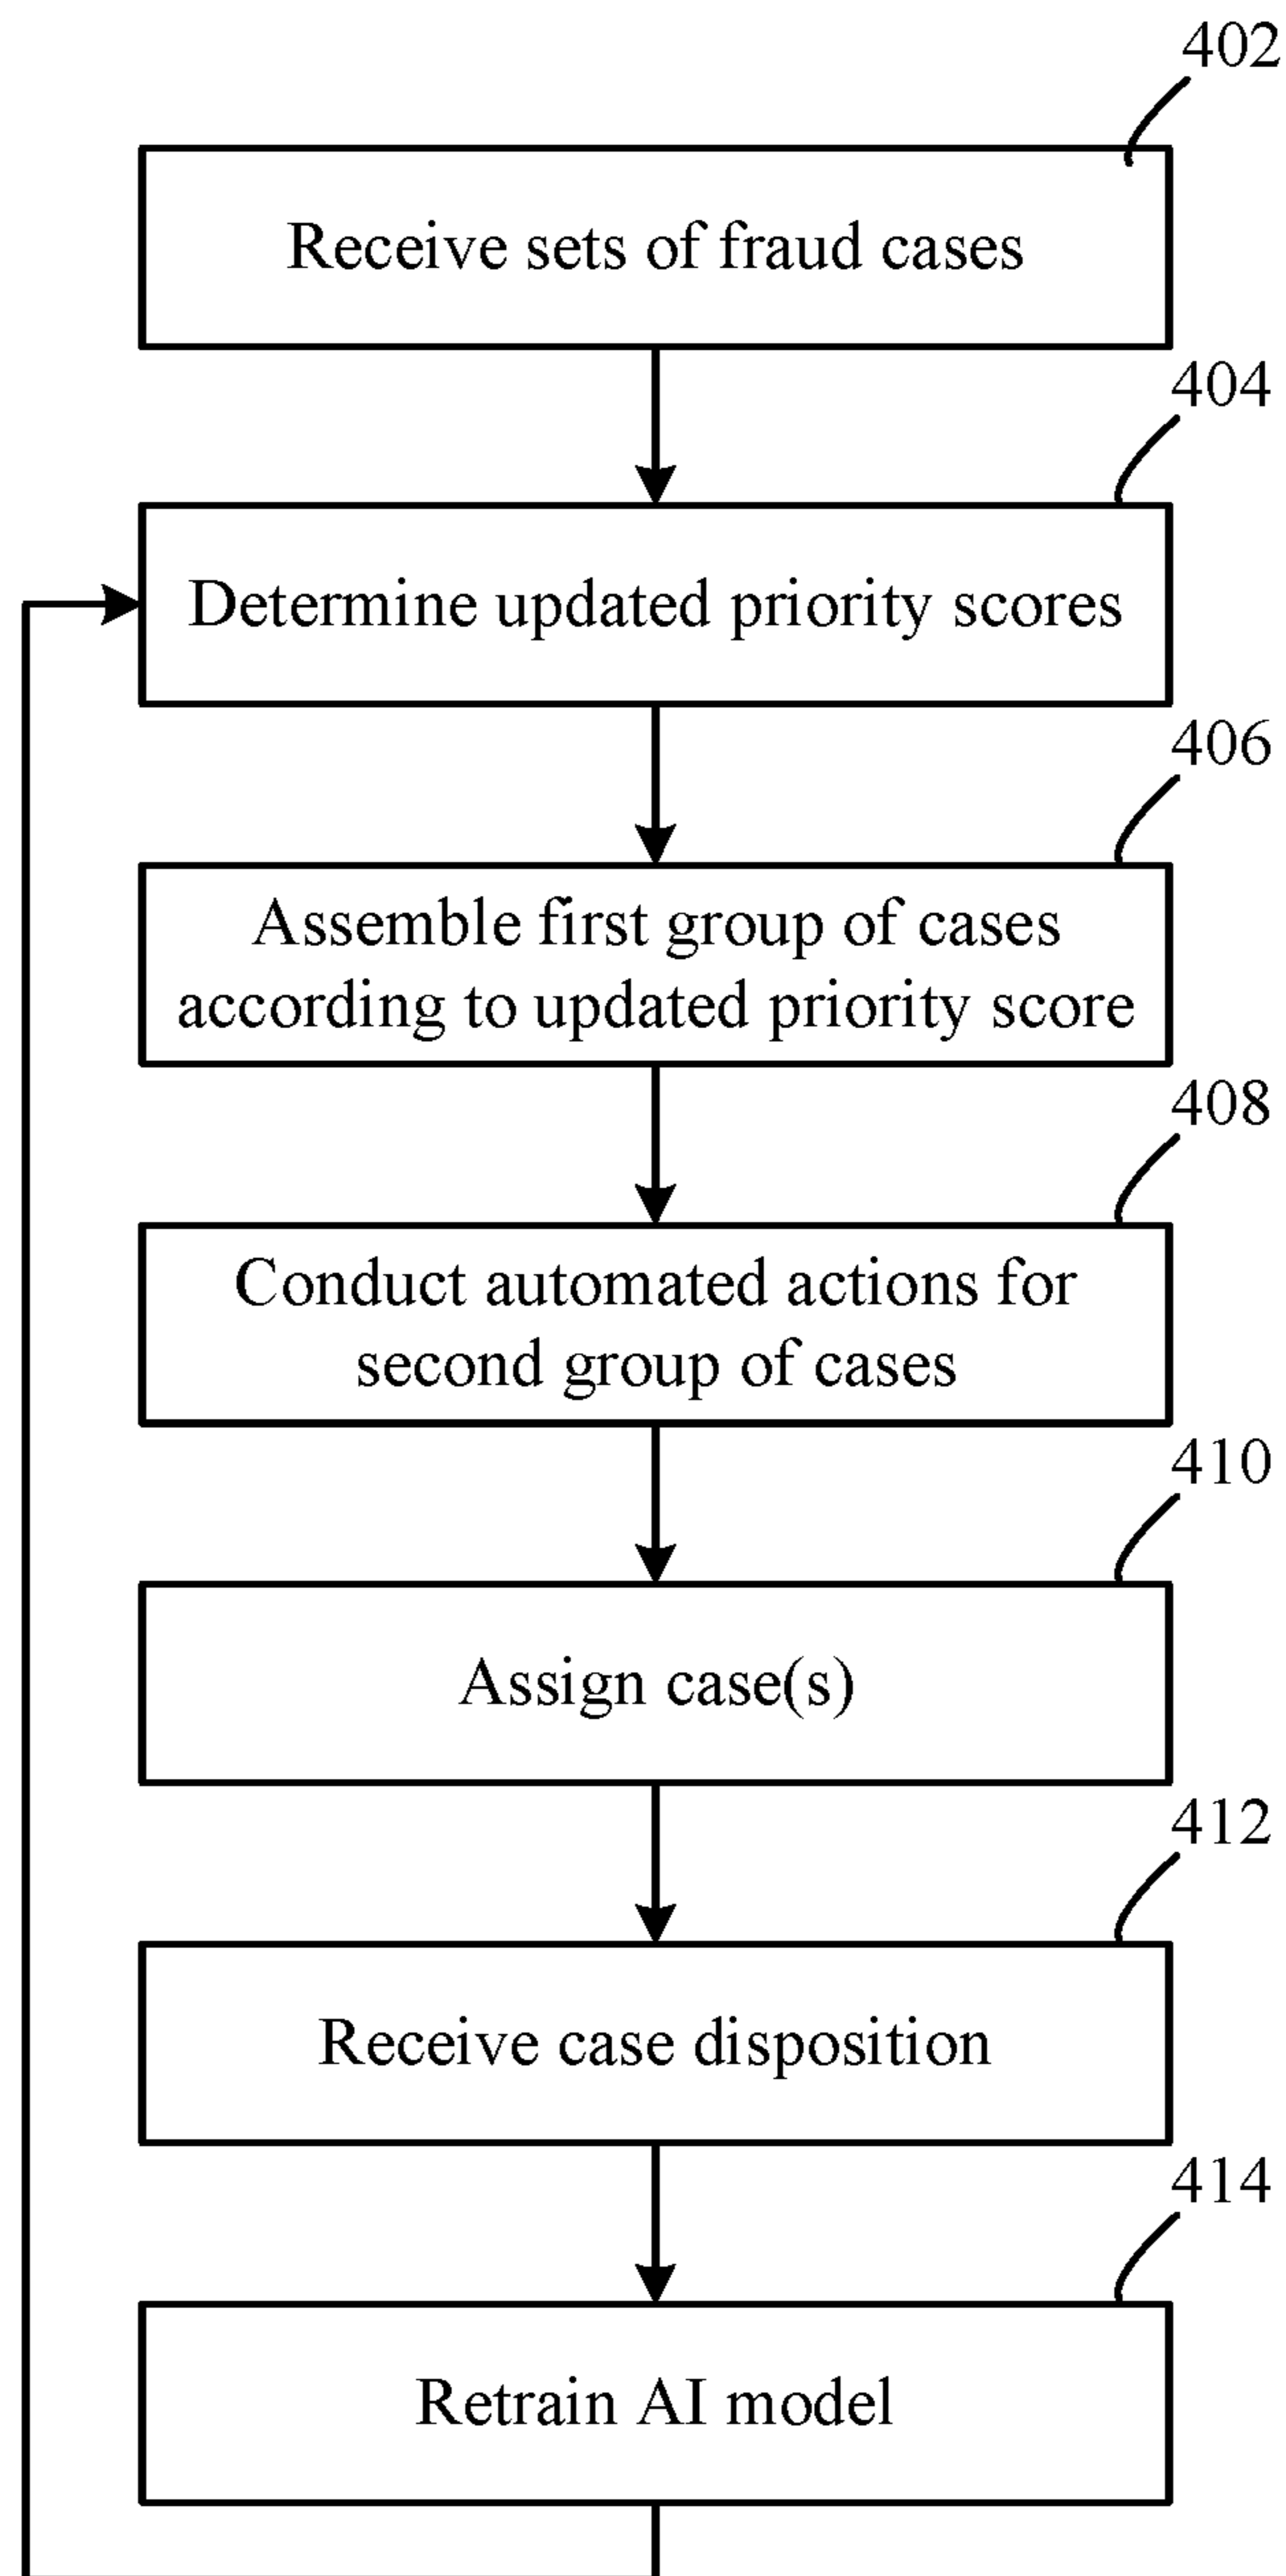 402
Receive sets of fraud cases
404
Determine updated priority scores
406
Assemble first group of cases
according to updated priority score
408
Conduct automated actions for
second group of cases
410
Assign case(s)
412
Receive case disposition
414
Retrain AI model